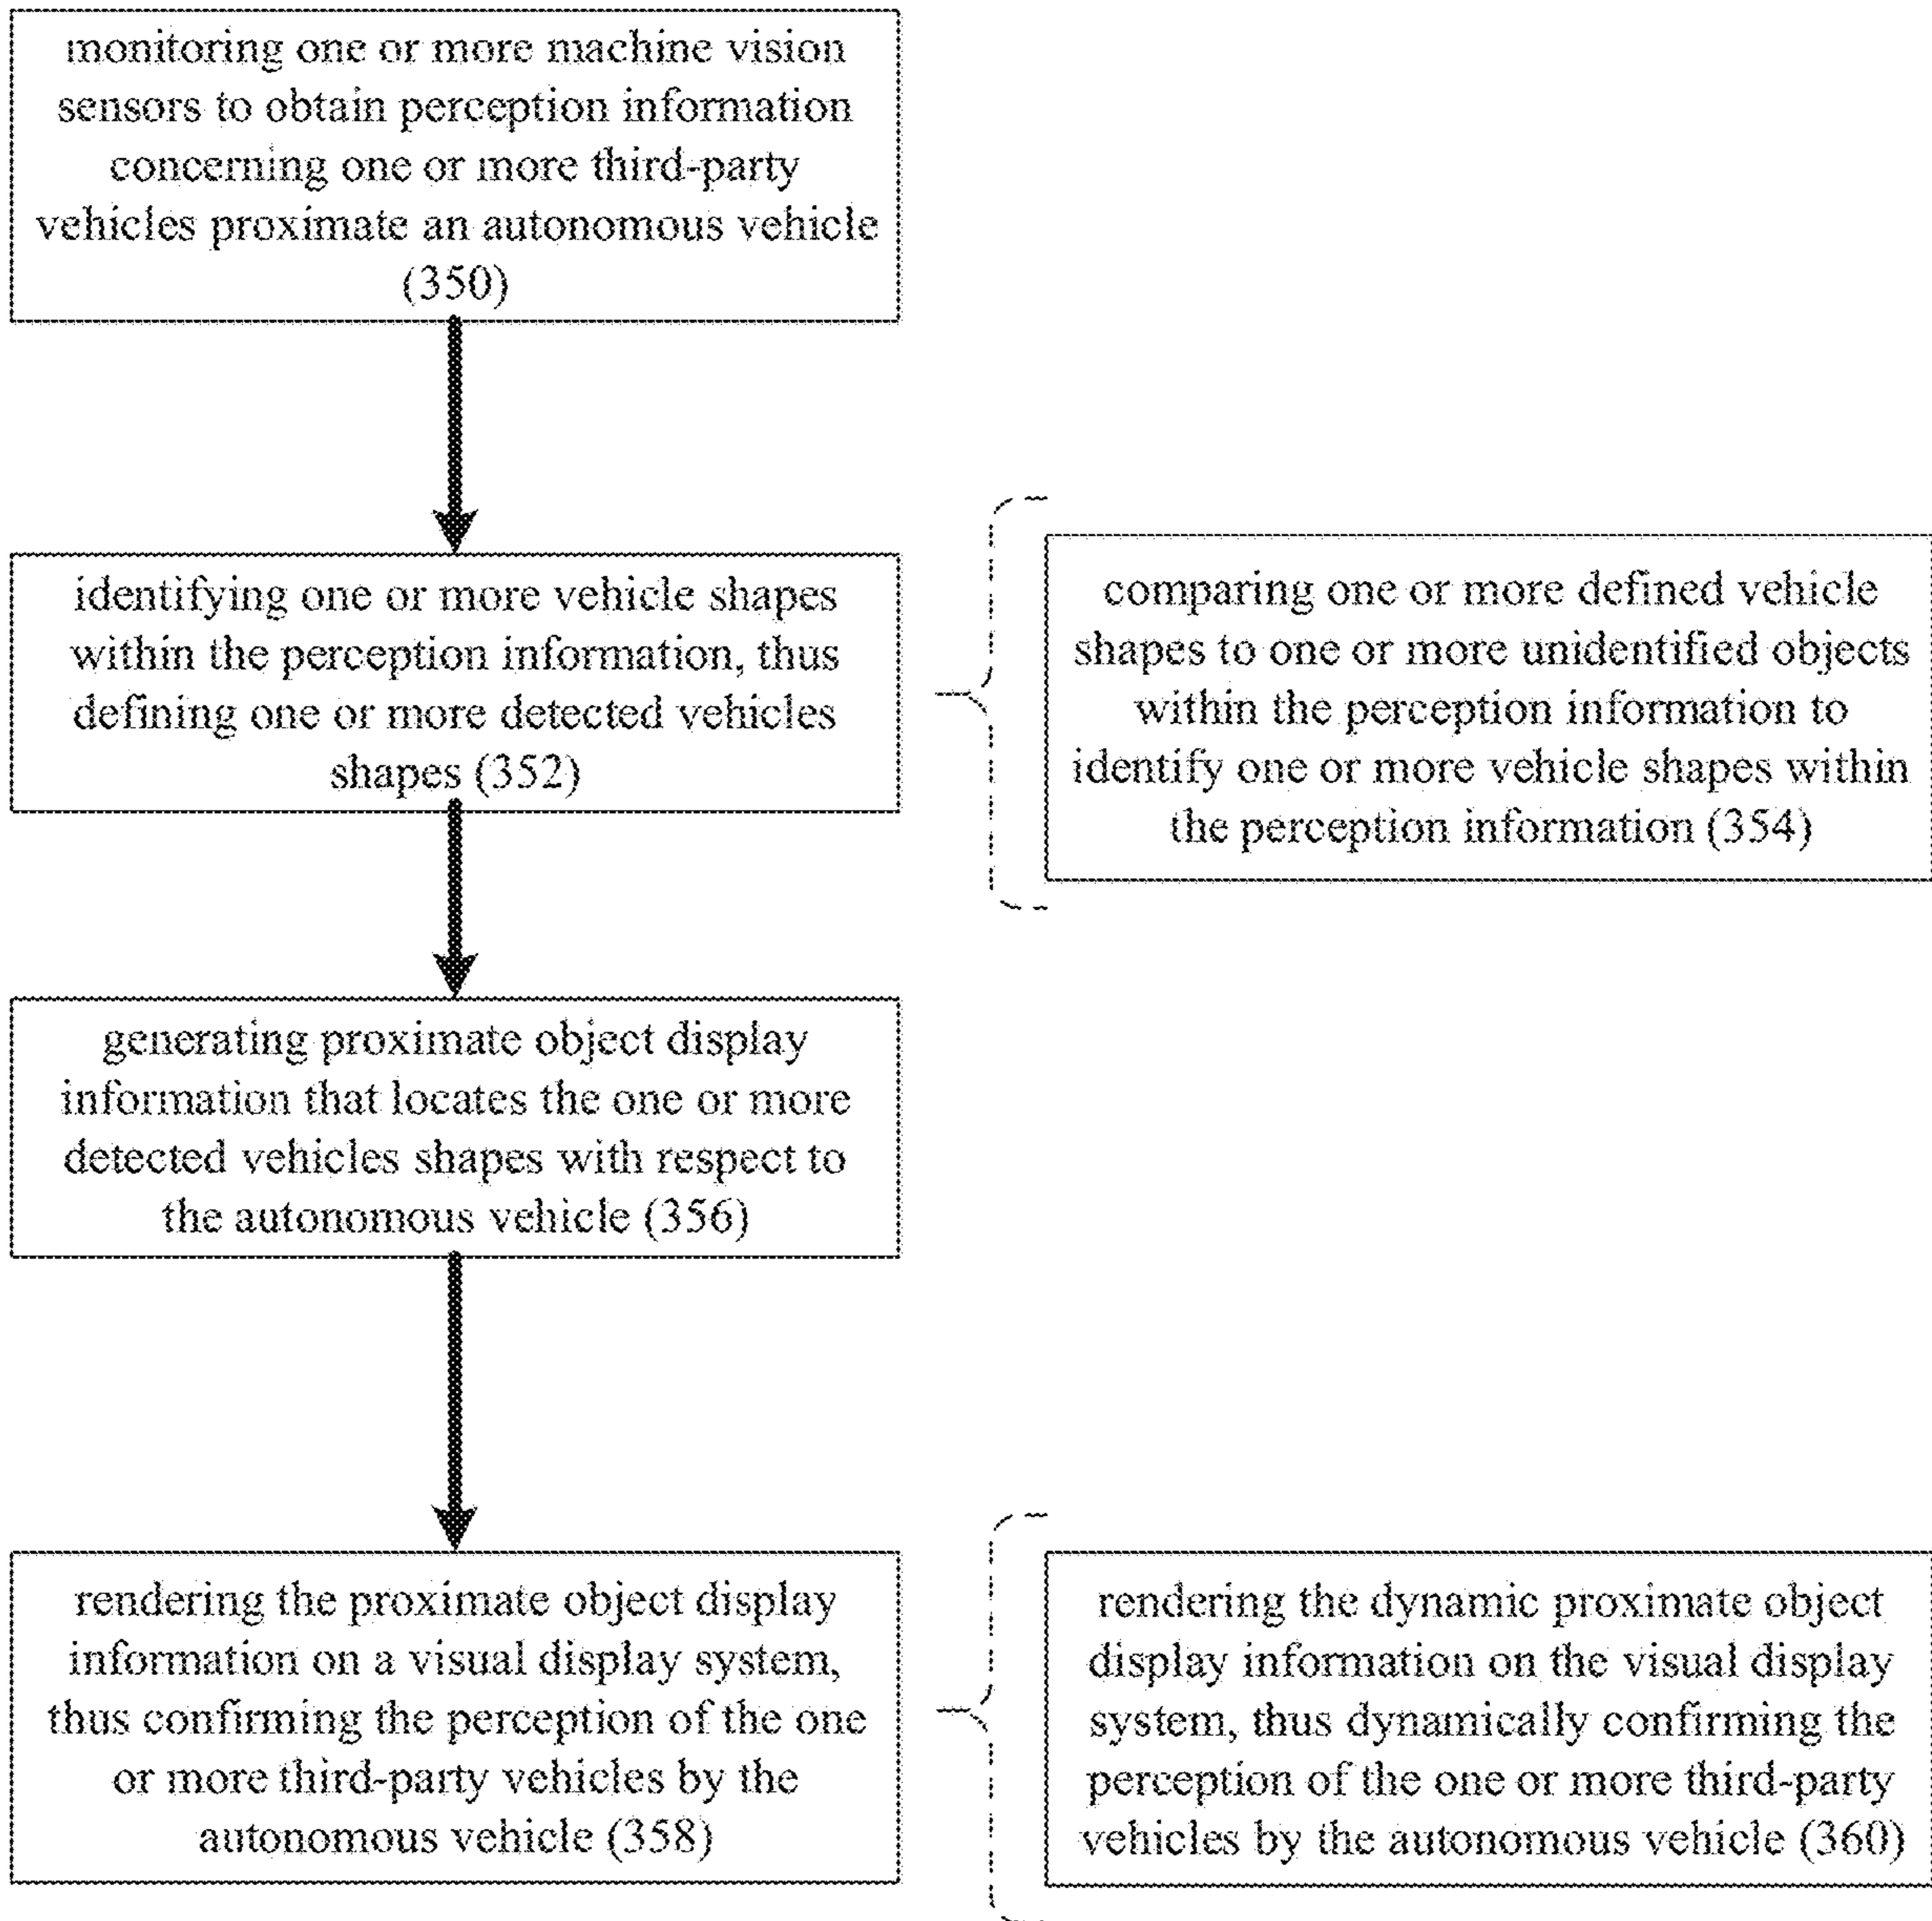 monitoring one or more machine vision
sensors to obtain perception information
concerning one or more third-party
vehicles proximate an autonomous vehicle
(350)
identifying one or more vehicle shapes
within the perception information, thus
defining one or more detected vehicles
shapes (352)
comparing one or more defined vehicle
shapes to one or more unidentified objects
within the perception information to
identify one or more vehicle shapes within
the perception information (354)
generating proximate object display
information that locates the one or more
detected vehicles shapes with respect to
the autonomous vehicle (356)
rendering the proximate object display
information on a visual display system,
thus confirming the perception of the one
or more third-party vehicles by the
autonomous vehicle (358)
rendering the dynamic proximate object
display information on the visual display
system, thus dynamically confirming the
perception of the one or more third-party
vehicles by the autonomous vehicle (360)